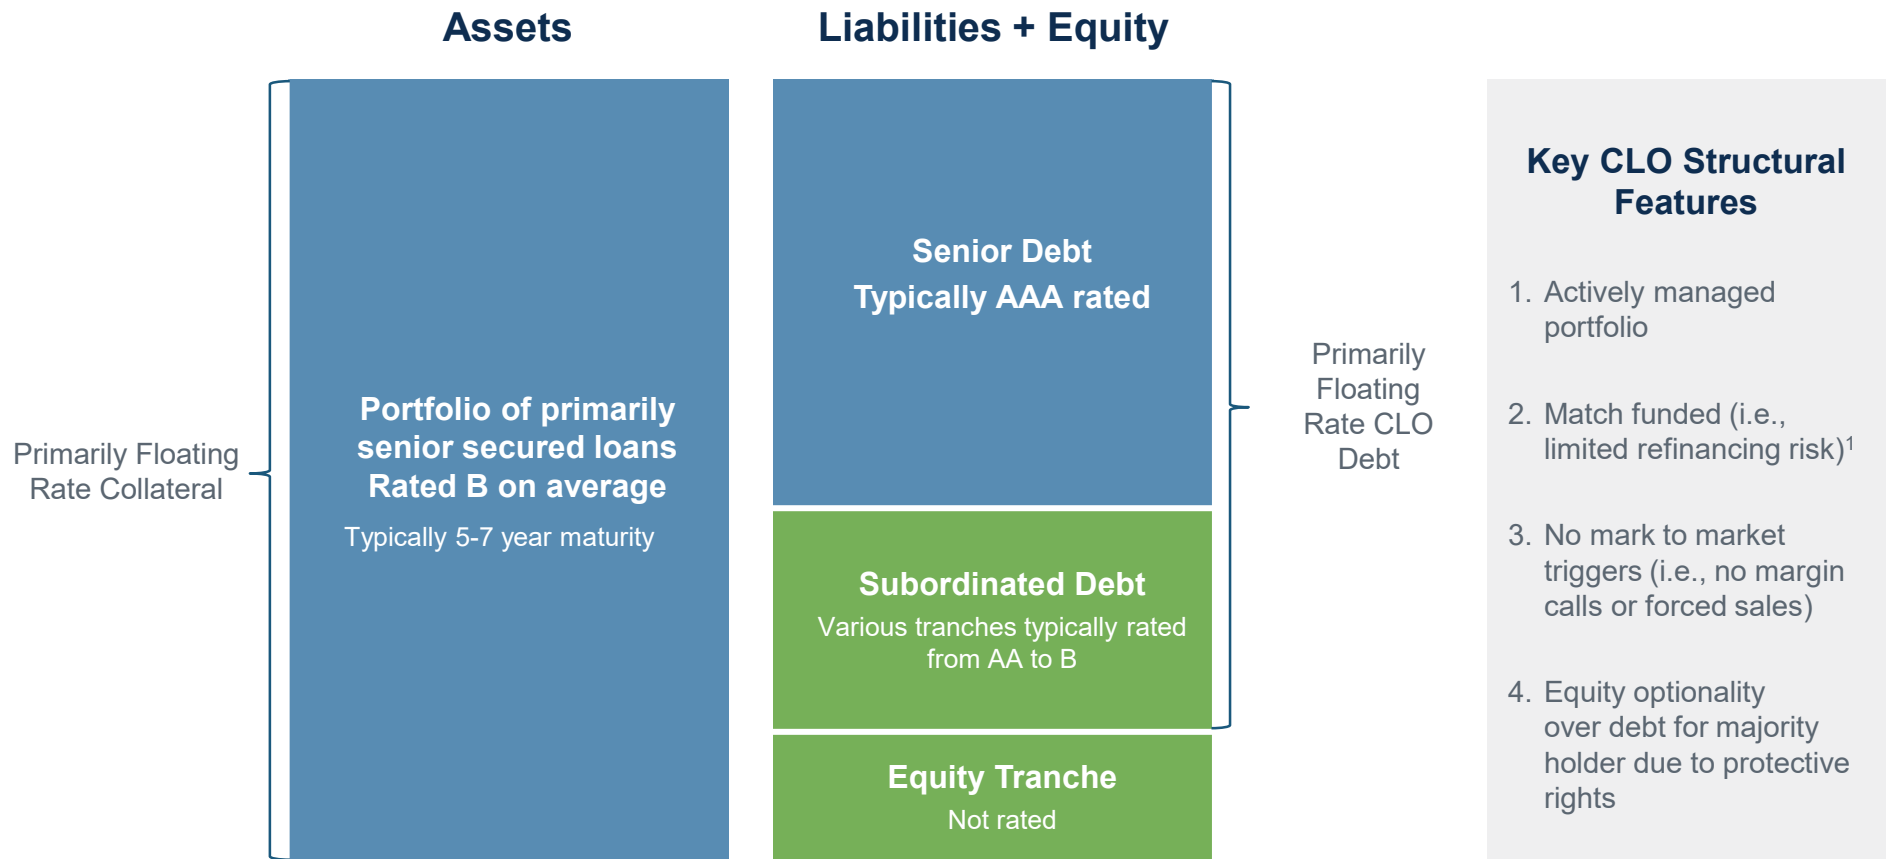 Assets
Liabilities + Equity
Primarily Floating
Rate Collateral
Portfolio of primarily
senior secured loans
Rated B on average
Typically 5-7 year maturity
Senior Debt
Typically AAA rated
Subordinated Debt
Various tranches typically rated
from AA to B
Equity Tranche
Not rated
Primarily
Floating
Rate CLO
Debt
Key CLO Structural
Features
1. Actively managed
portfolio
2. Match funded (i.e.,
limited refinancing risk)¹
3. No mark to market
triggers (i.e., no margin
calls or forced sales)
4. Equity optionality
over debt for majority
holder due to protective
rights